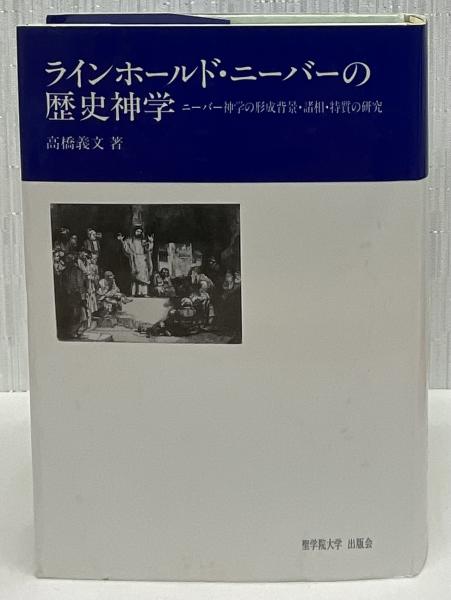 ラインホールド・ニーバーの
歴史神学 ニーバー神学の形成背景・諸相・特質の研究
高橋義文 著
聖学院大学 出版会